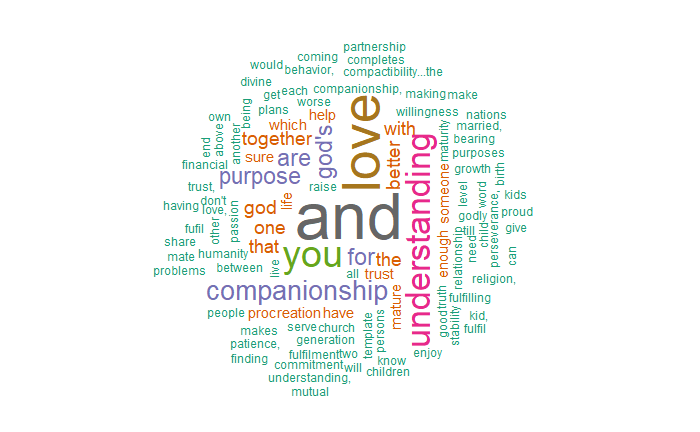 partnership
coming
completes
would
behavior,
compactibility...the
divine
get
each
companionship,
making
make
plans
worse
willingness
nations
own
being
which
help
god's
love
with
maturity
married,
above
another
together
bearing
end
sure
are
better
understanding
someone
purposes
financial
purpose
raise
growth
birth
trust,
don't
life
level
word
kids
having
love,
passion
god
and
godly
proud
fufil
other
one
still
child
perseverance,
give
share
that
you
for
the
enough
relationship
need
can
mate
humanity
between
live
all
trust
religion,
problems
companionship
mature
fulfilling
people
procreation
have
persons
good
truth
stability
kid,
makes
serve
church
template
fulfil
patience,
generation
finding
fulfilment
two
know
enjoy
commitment
will
children
understanding,
mutual